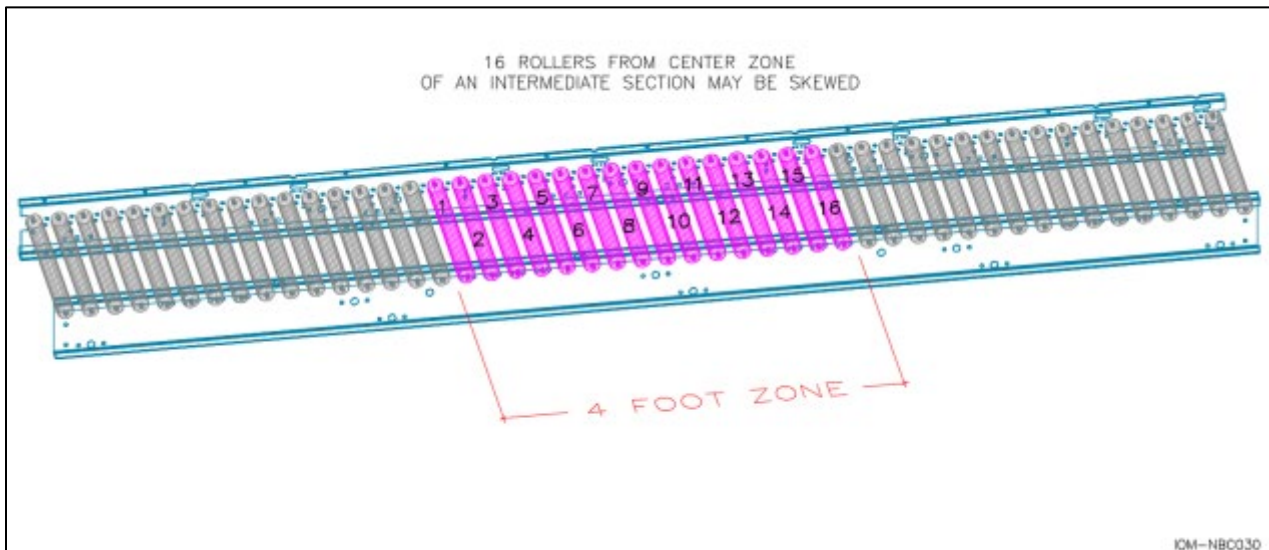 16 ROLLERS FROM CENTER ZONE
OF AN INTERMEDIATE SECTION MAY BE SKEWED
1 3 5 7 9 11 13 15
2 4 6 8 10 12 14 16
4 FOOT ZONE
IOM-NBC030